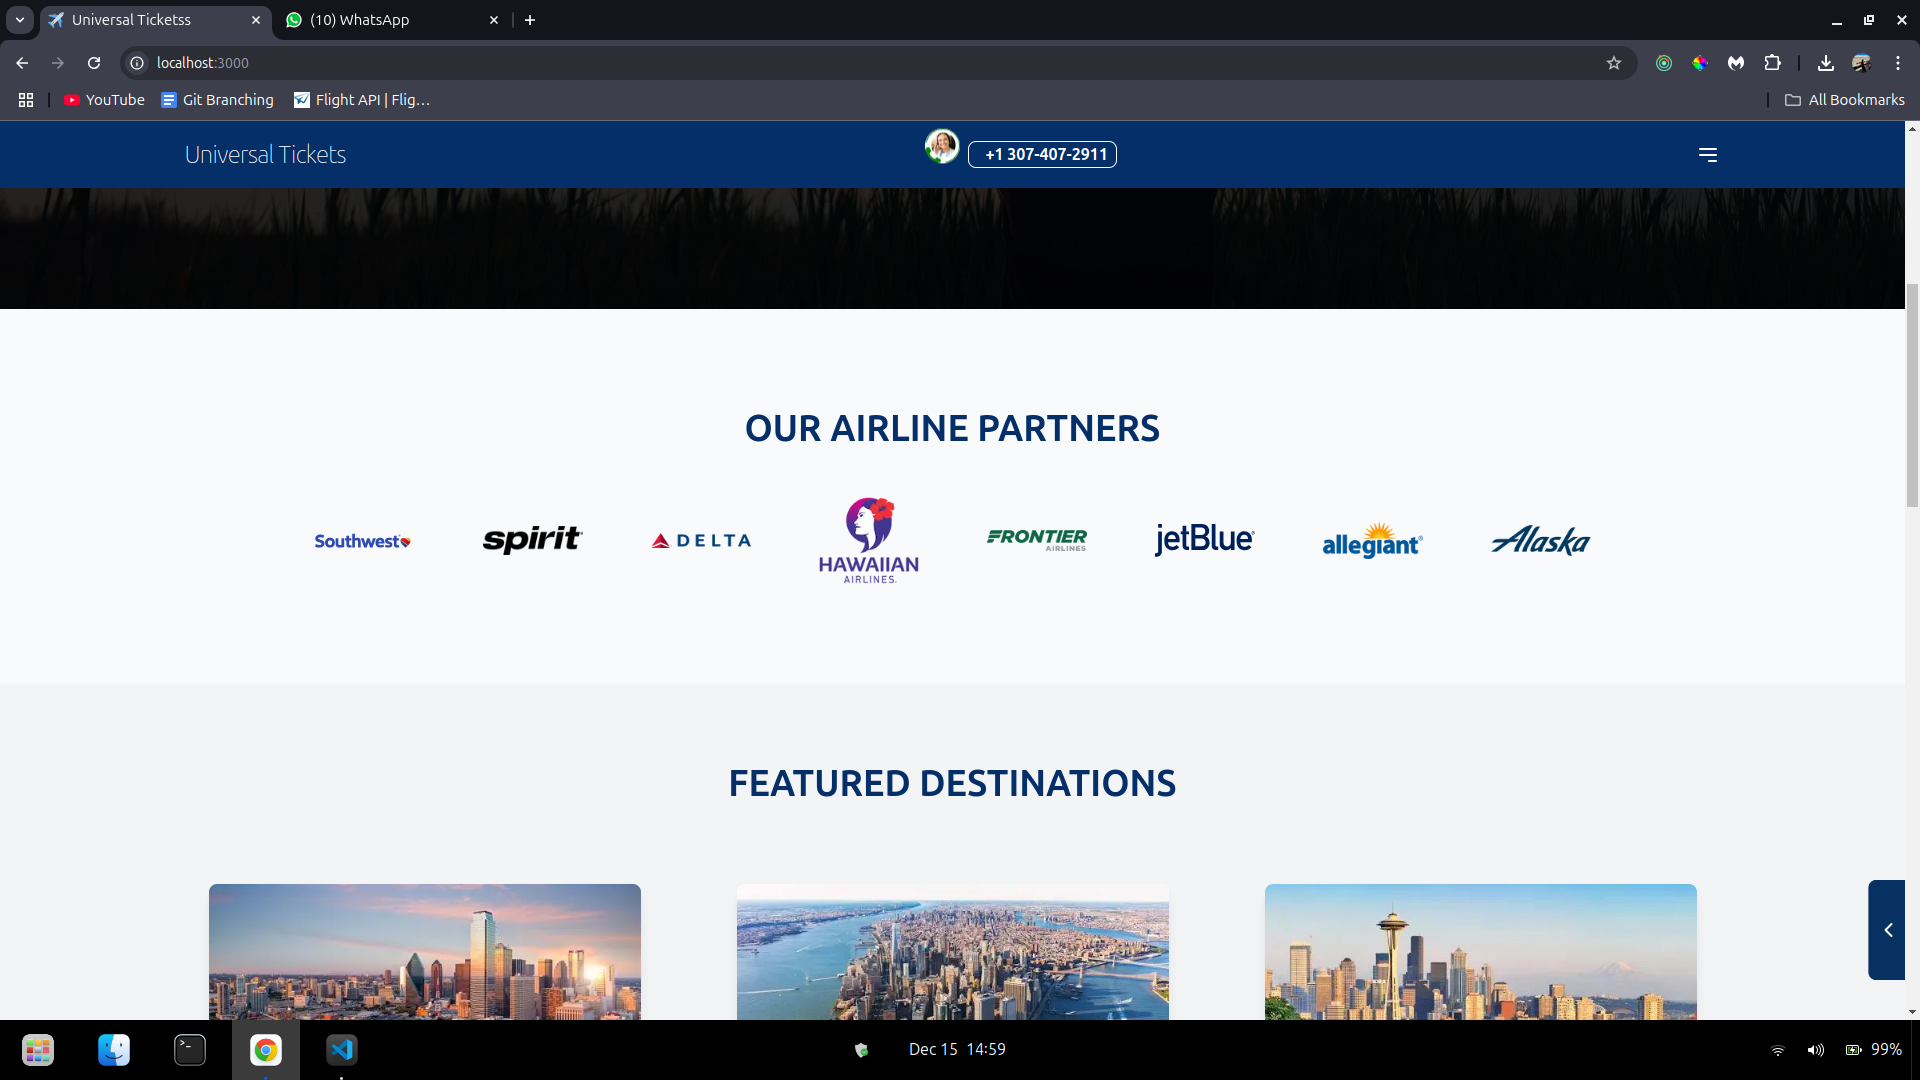 Universal Ticketss
(10) WhatsApp
localhost:3000
YouTube
Git Branching
Flight API | Flig...
All Bookmarks
Universal Tickets
+1 307-407-2911
OUR AIRLINE PARTNERS
Southwest
spirit
DELTA
HAWAIIAN
AIRLINES.
FRONTIER
AIRLINES
jetBlue
allegiant
Alaska
FEATURED DESTINATIONS
Dec 15 14:59
99%